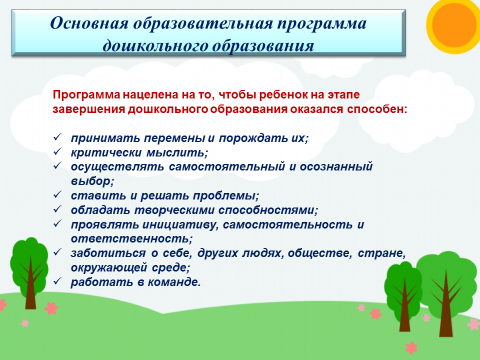 Основная образовательная программа
дошкольного образования
Программа нацелена на то, чтобы ребенок на этапе
завершения дошкольного образования оказался способен:
✓ принимать перемены и порождать их;
✓ критически мыслить;
✓ осуществлять самостоятельный и осознанный
выбор;
✓ ставить и решать проблемы;
✓ обладать творческими способностями;
✓ проявлять инициативу, самостоятельность и
ответственность;
✓ заботиться о себе, других людях, обществе, стране,
окружающей среде;
✓ работать в команде.